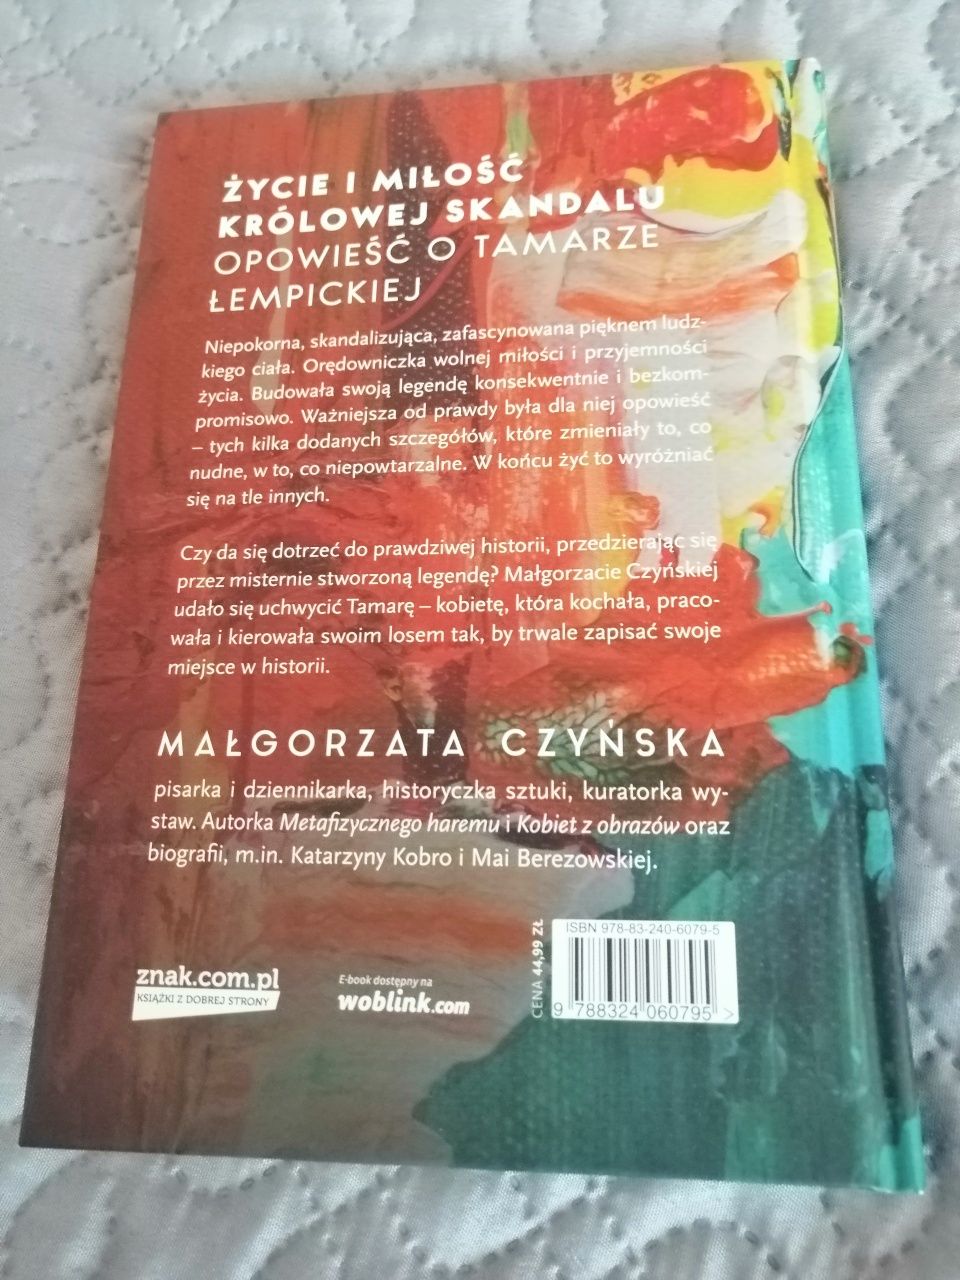 ŻYCIE I MIŁOŚĆ
KRÓLOWEJ SKANDALU
OPOWIEŚĆ O TAMARZE
ŁEMPICKIEJ
Niepokorna, skandalizująca, zafascynowana pięknem ludz-
kiego ciała. Orędowniczka wolnej miłości i przyjemności
życia. Budowała swoją legendę konsekwentnie i bezkom-
promisowo. Ważniejsza od prawdy była dla niej opowieść
– tych kilka dodanych szczegółów, które zmieniały to, co
nudne, w to, co niepowtarzalne. W końcu żyć to wyróżniać
się na tle innych.
Czy da się dotrzeć do prawdziwej historii, przedzierając się
przez misternie stworzoną legendę? Małgorzacie Czyńskiej
udało się uchwycić Tamarę – kobietę, która kochała, praco-
wała i kierowała swoim losem tak, by trwale zapisać swoje
miejsce w historii.
MAŁGORZATA CZYŃSKA
pisarka i dziennikarka, historyczka sztuki, kuratorka wy-
staw. Autorka Metafizycznego haremu i Kobiet z obrazów oraz
biografii, m.in. Katarzyny Kobro i Mai Berezowskiej.
znak.com.pl
KSIĄŻKI Z DOBREJ STRONY
E-book dostępny na
woblink.com
CENA 44,99 ZŁ
ISBN 978-83-240-6079-5
9 788324 060795 >